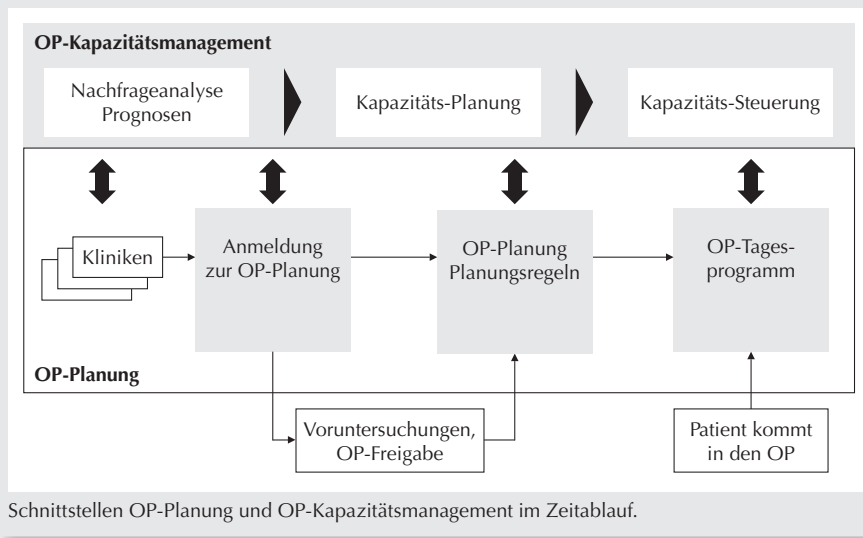 OP-Kapazitätsmanagement
Nachfrageanalyse
Prognosen
Kapazitäts-Planung
Kapazitäts-Steuerung
Kliniken
Anmeldung
zur OP-Planung
OP-Planung
Planungsregeln
OP-Tages-
programm
OP-Planung
Voruntersuchungen,
OP-Freigabe
Patient kommt
in den OP
Schnittstellen OP-Planung und OP-Kapazitätsmanagement im Zeitablauf.